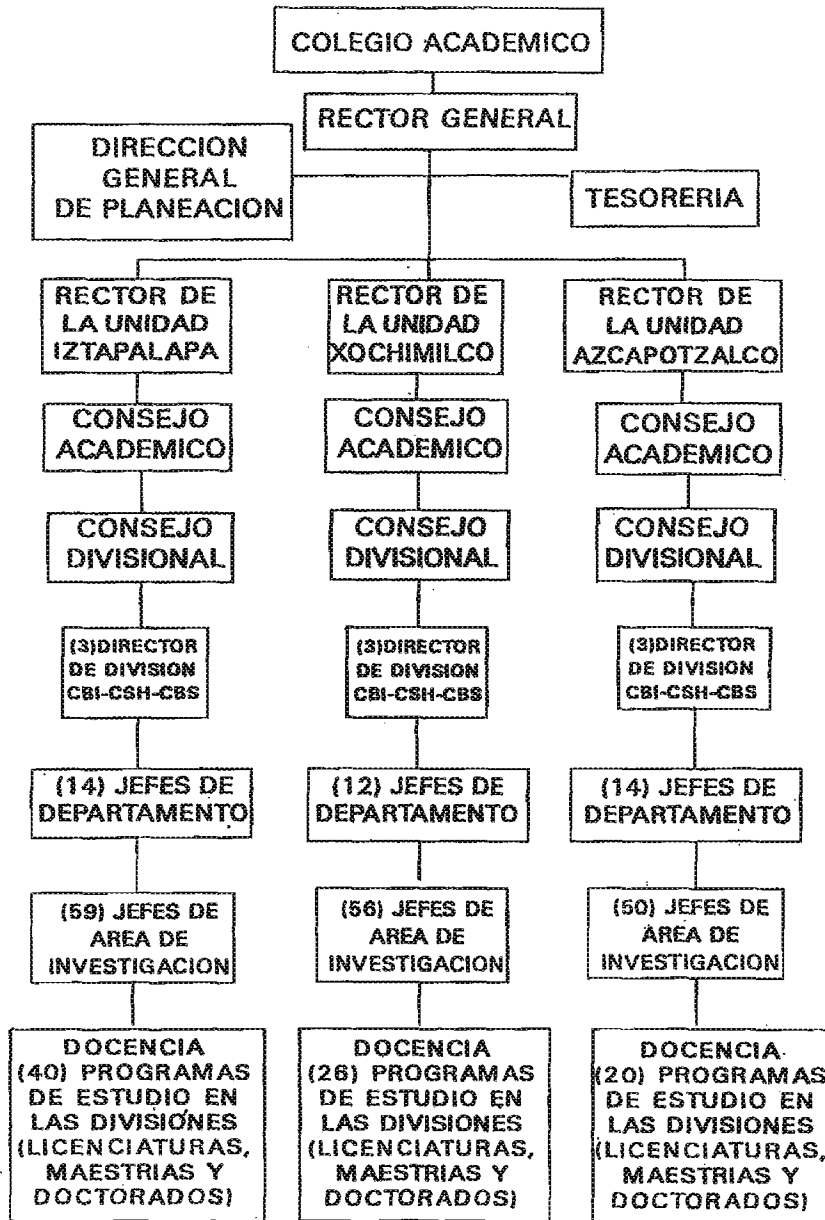 COLEGIO ACADEMICO
RECTOR GENERAL
DIRECCION
GENERAL
DE PLANEACION
TESORERIA
RECTOR DE
LA UNIDAD
IZTAPALAPA
RECTOR DE
LA UNIDAD
XOCHIMILCO
RECTOR DE
LA UNIDAD
AZCAPOTZALCO
CONSEJO
ACADEMICO
CONSEJO
ACADEMICO
CONSEJO
ACADEMICO
CONSEJO
DIVISIONAL
CONSEJO
DIVISIONAL
CONSEJO
DIVISIONAL
(3)DIRECTOR
DE DIVISION
CBI-CSH-CBS
(3)DIRECTOR
DE DIVISION
CBI-CSH-CBS
(3)DIRECTOR
DE DIVISION
CBI-CSH-CBS
(14) JEFES DE
DEPARTAMENTO
(12) JEFES DE
DEPARTAMENTO
(14) JEFES DE
DEPARTAMENTO
(59) JEFES DE
AREA DE
INVESTIGACION
(56) JEFES DE
AREA DE
INVESTIGACION
(50) JEFES DE
AREA DE
INVESTIGACION
DOCENCIA
(40) PROGRAMAS
DE ESTUDIO EN
LAS DIVISIONES
(LICENCIATURAS,
MAESTRIAS Y
DOCTORADOS)
DOCENCIA
(26) PROGRAMAS
DE ESTUDIO EN
LAS DIVISIONES
(LICENCIATURAS,
MAESTRIAS Y
DOCTORADOS)
DOCENCIA
(20) PROGRAMAS
DE ESTUDIO EN
LAS DIVISIONES
(LICENCIATURAS,
MAESTRIAS Y
DOCTORADOS)